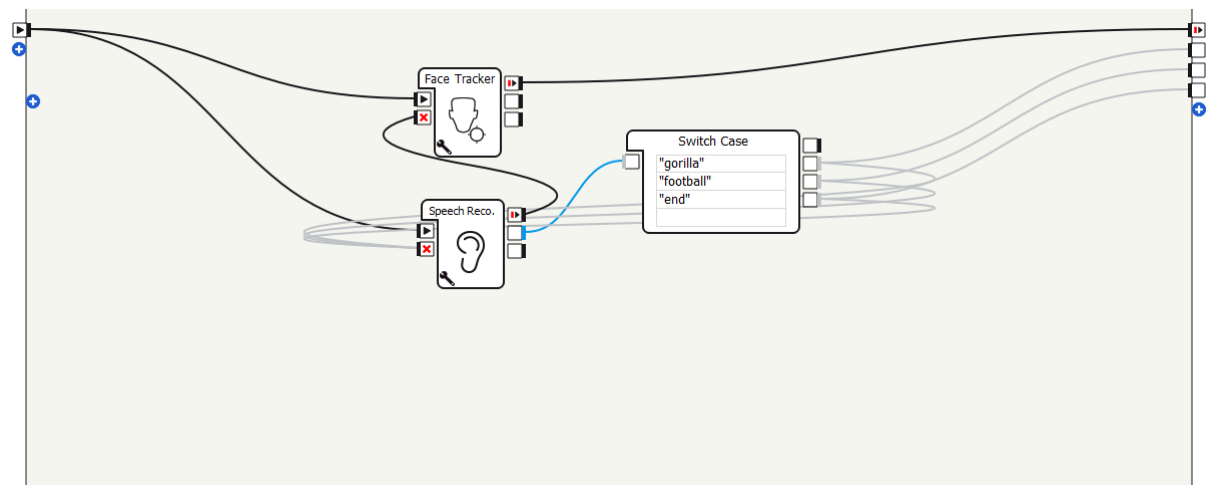 Face Tracker
Switch Case
"gorilla"
"football"
"end"
Speech Reco.